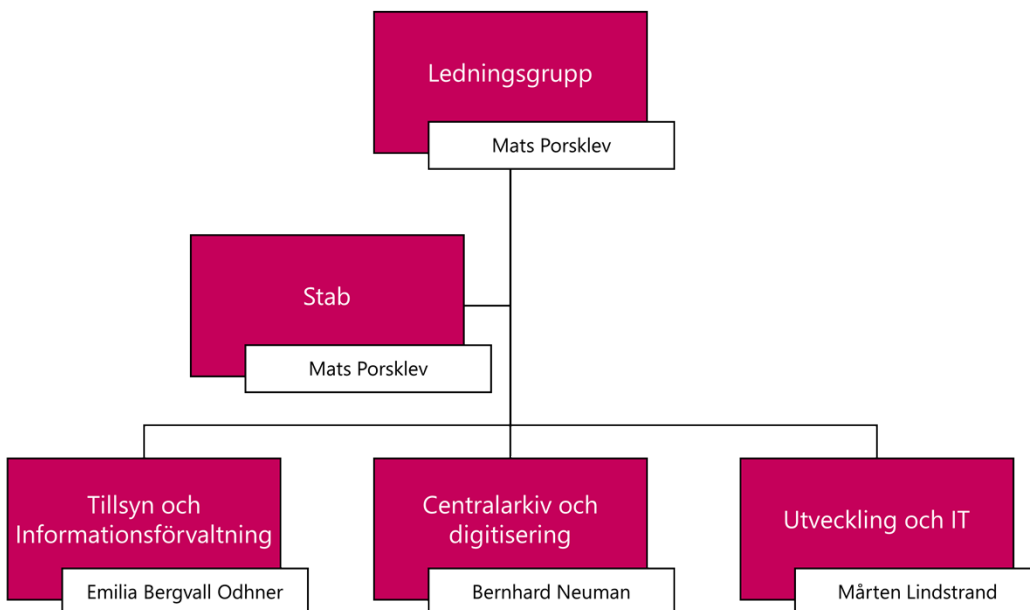 Ledningsgrupp
Mats Porsklev
Stab
Mats Porsklev
Tillsyn och
Informationsförvaltning
Emilia Bergvall Odhner
Centralarkiv och
digitisering
Bernhard Neuman
Utveckling och IT
Mårten Lindstrand